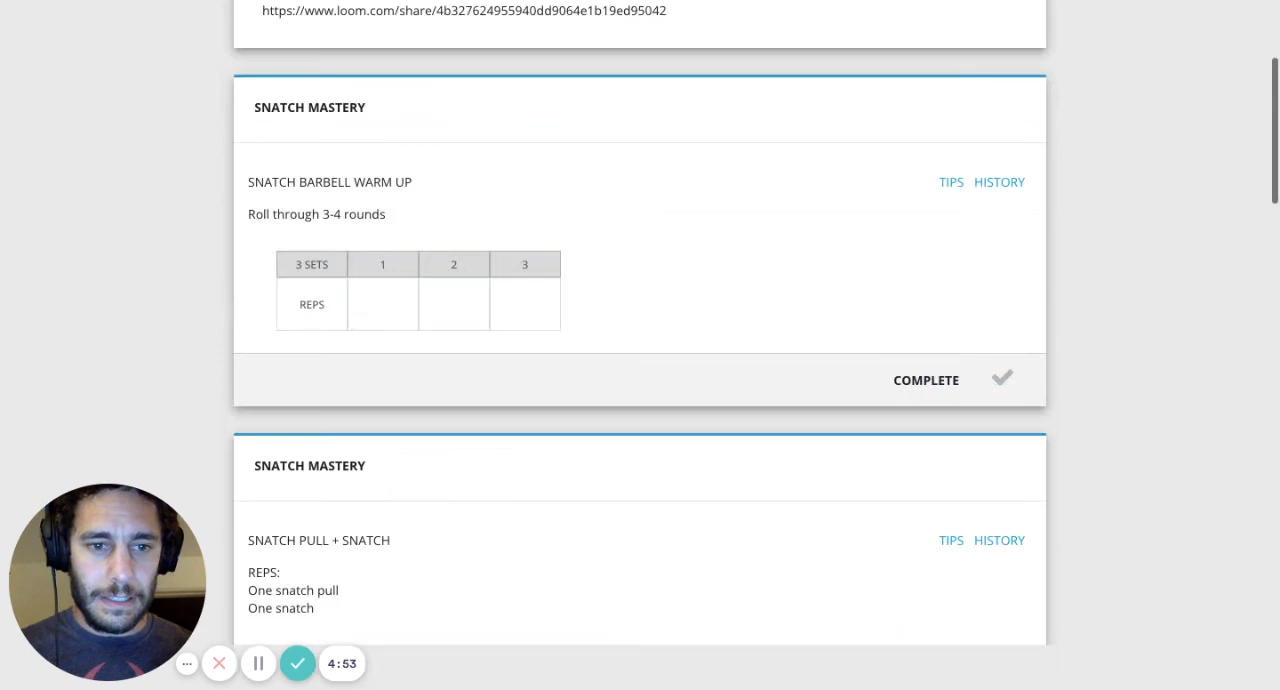 https://www.loom.com/share/4b327624955940dd9064e1b19ed95042
SNATCH MASTERY
SNATCH BARBELL WARM UP
TIPS HISTORY
Roll through 3-4 rounds
3 SETS 1 2 3
REPS
COMPLETE
SNATCH MASTERY
SNATCH PULL + SNATCH
TIPS HISTORY
REPS:
One snatch pull
One snatch
4:53